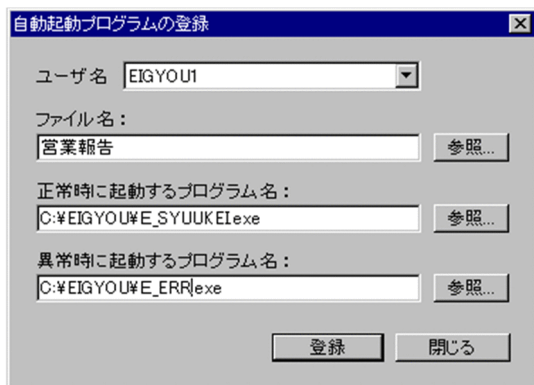 自動起動プログラムの登録
ユーザ名 EIGYOU1
ファイル名：
営業報告 参照...
正常時に起動するプログラム名：
C:¥EIGYOU¥E_SYUUKEI.exe 参照...
異常時に起動するプログラム名：
C:¥EIGYOU¥E_ERR.exe 参照...
登録 閉じる